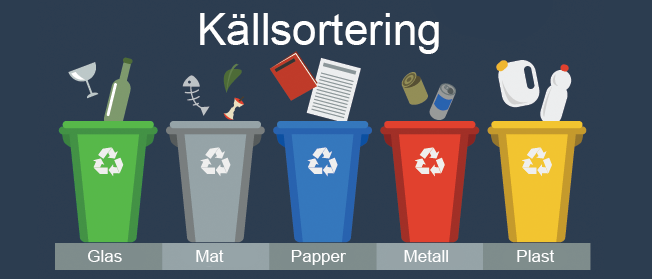 Källsortering
Glas Mat Papper Metall Plast